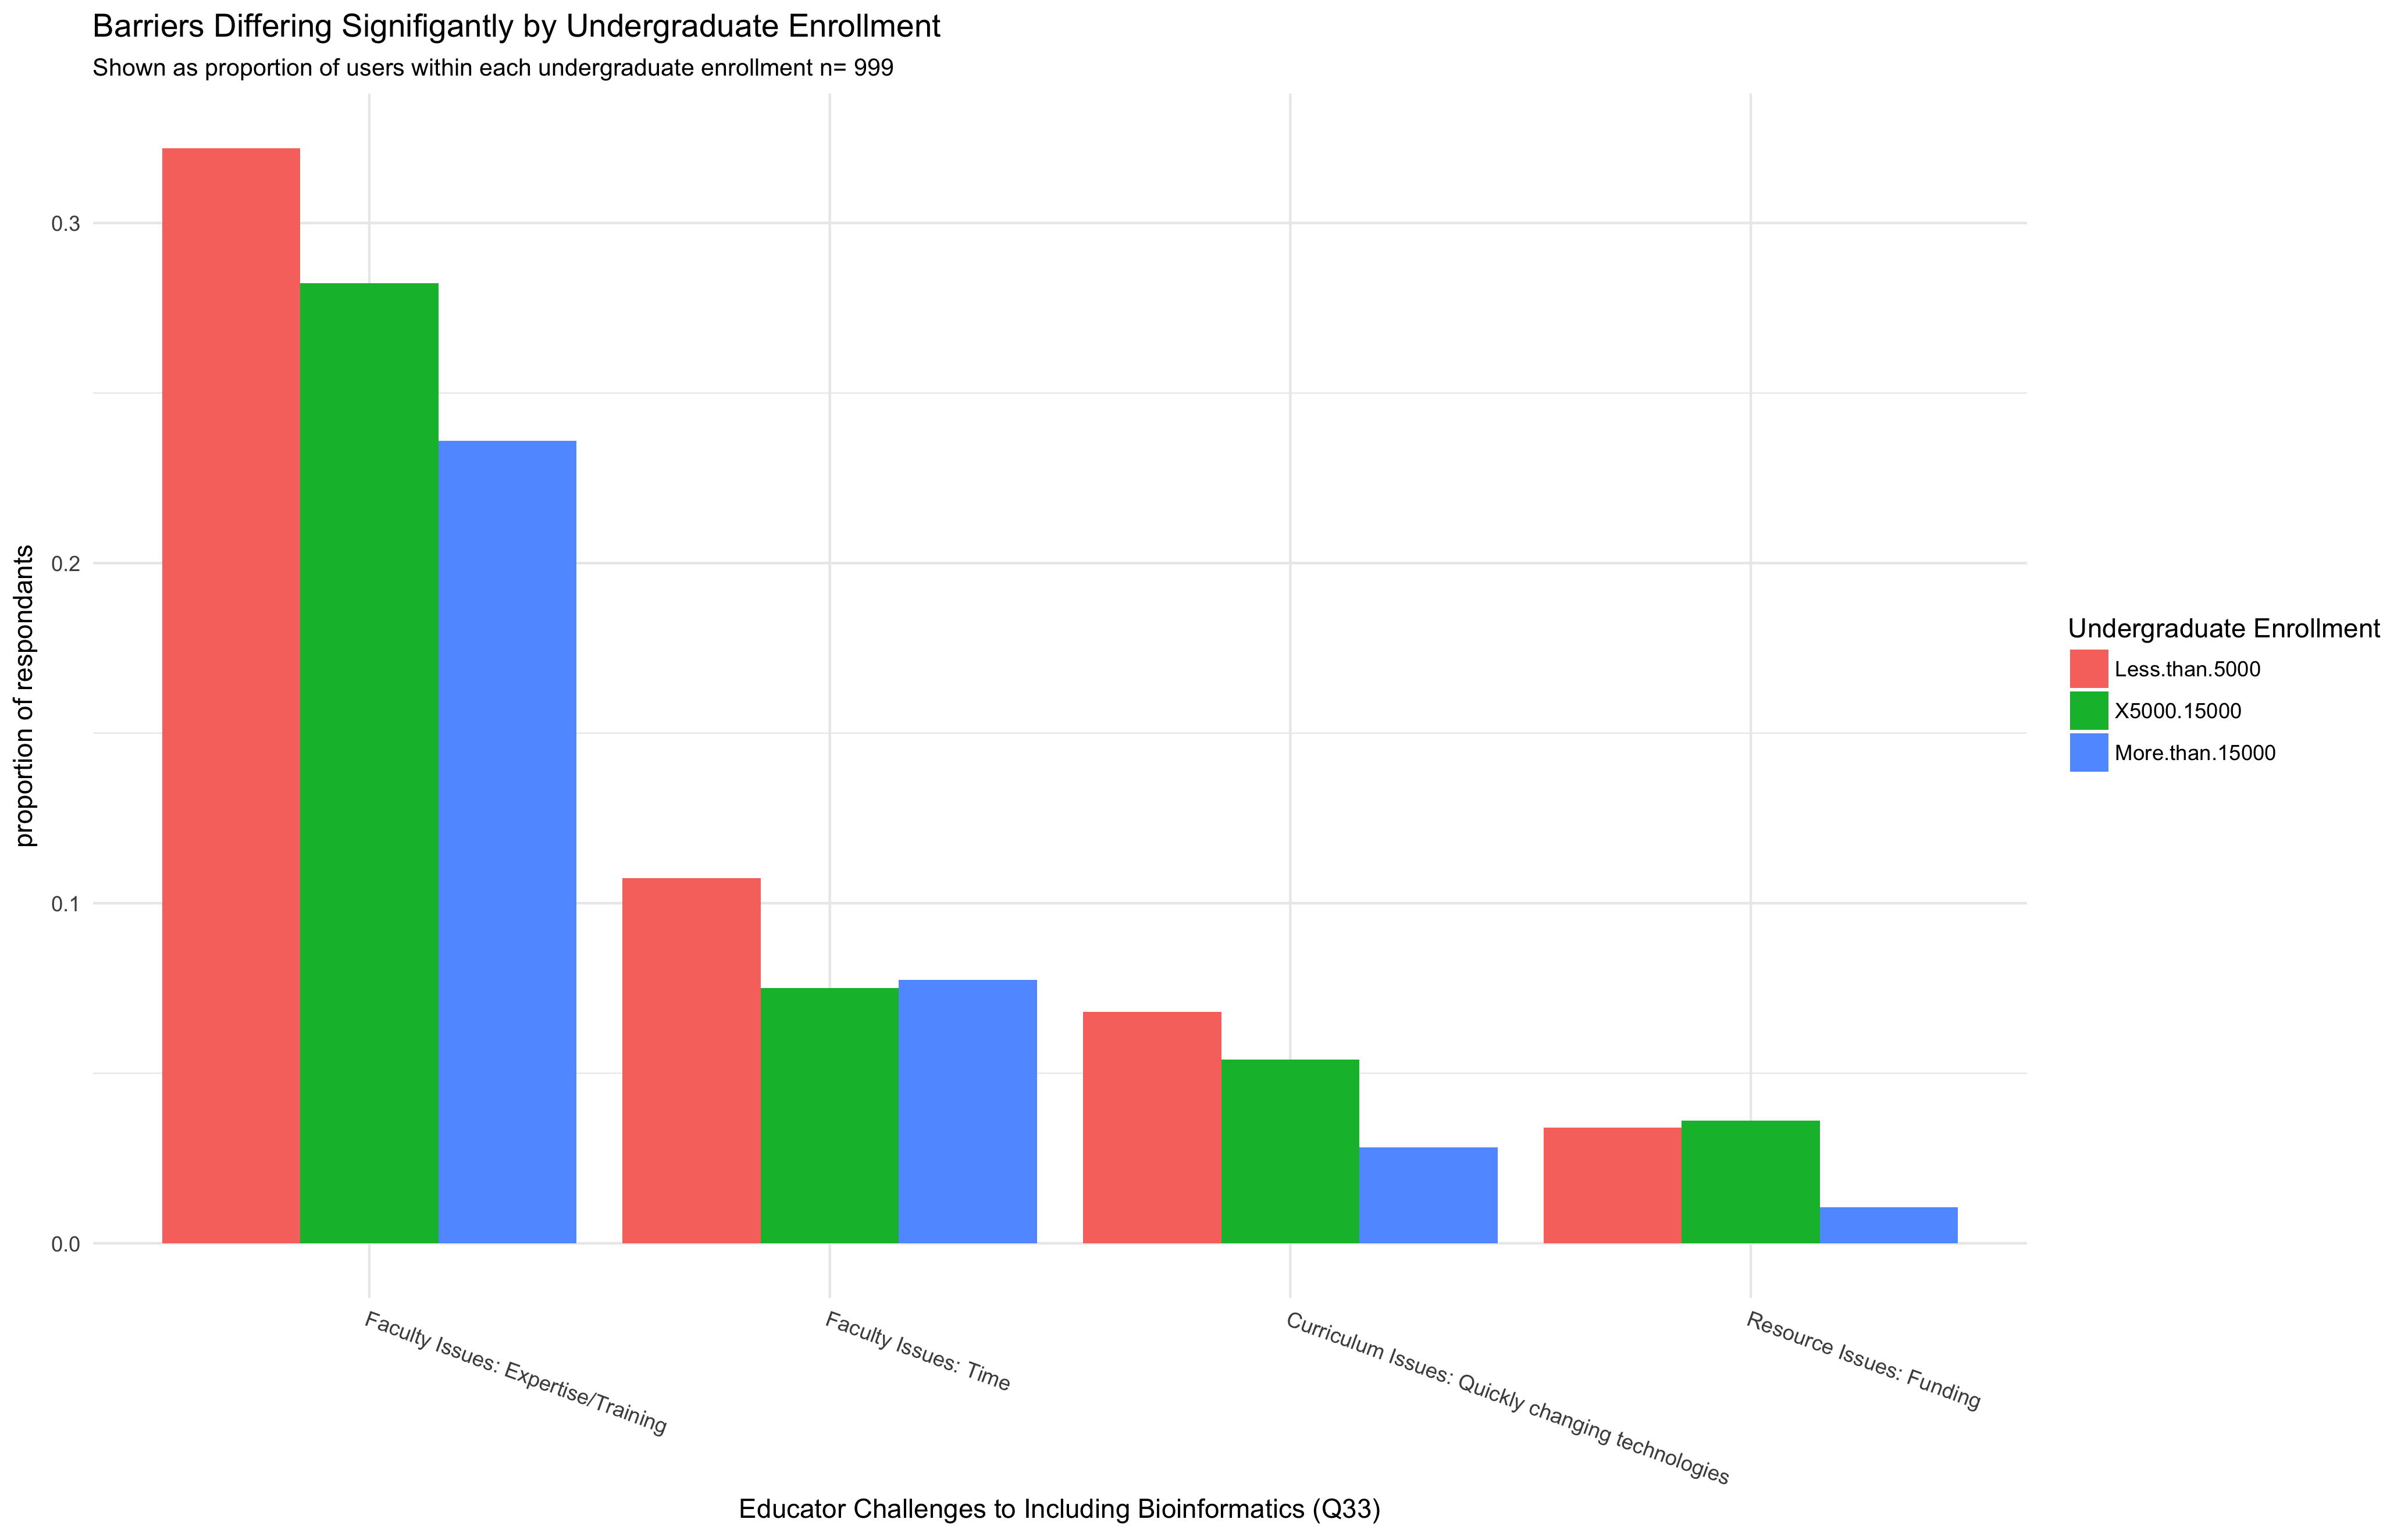 Barriers Differing Signifigantly by Undergraduate Enrollment
Shown as proportion of users within each undergraduate enrollment n= 999
proportion of respondants
0.3
0.2
0.1
0.0
Faculty Issues: Expertise/Training
Faculty Issues: Time
Curriculum Issues: Quickly changing technologies
Resource Issues: Funding
Educator Challenges to Including Bioinformatics (Q33)
Undergraduate Enrollment
Less.than.5000
X5000.15000
More.than.15000